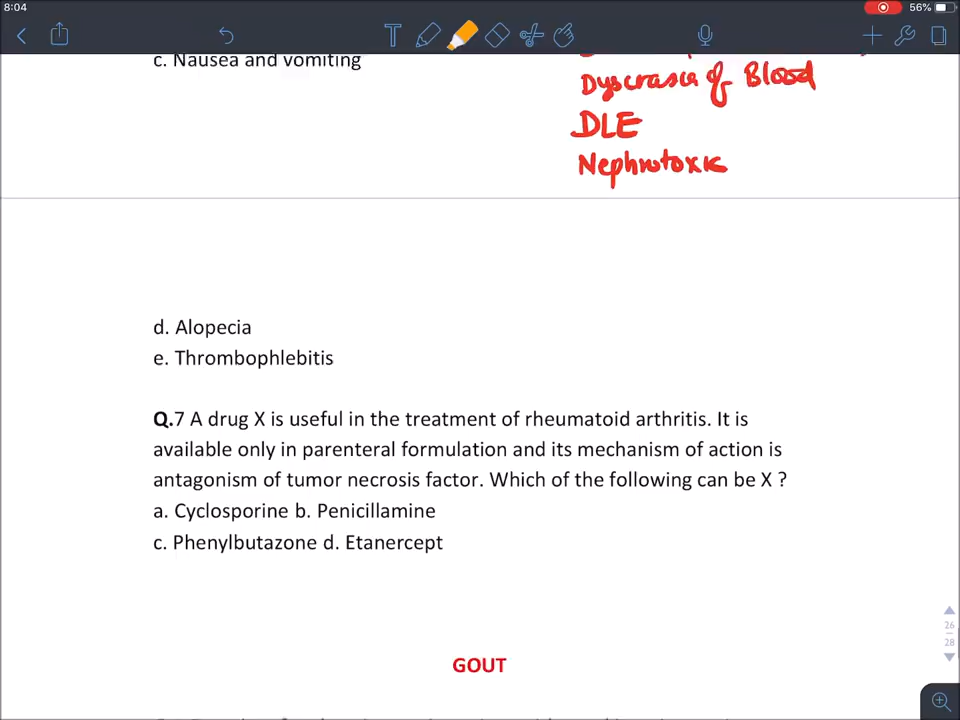 8:04
56%
T
c. Nausea and vomiting
Dyscrasia of Blood
DLE
Nephrotoxic
d. Alopecia
e. Thrombophlebitis
Q.7 A drug X is useful in the treatment of rheumatoid arthritis. It is
available only in parenteral formulation and its mechanism of action is
antagonism of tumor necrosis factor. Which of the following can be X ?
a. Cyclosporine b. Penicillamine
c. Phenylbutazone d. Etanercept
26
28
GOUT